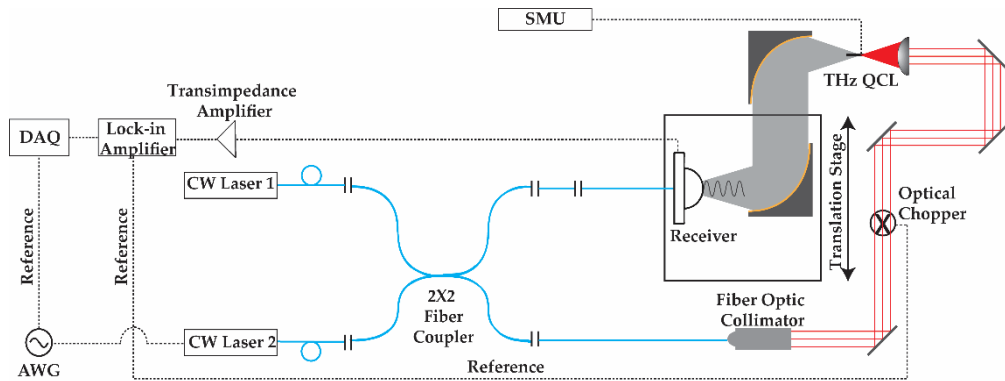 SMU
THz QCL
Transimpedance
Amplifier
DAQ
Lock-in
Amplifier
CW Laser 1
Translation Stage
Optical
Chopper
Receiver
Reference
Reference
2X2
Fiber
Coupler
Fiber Optic
Collimator
CW Laser 2
AWG
Reference